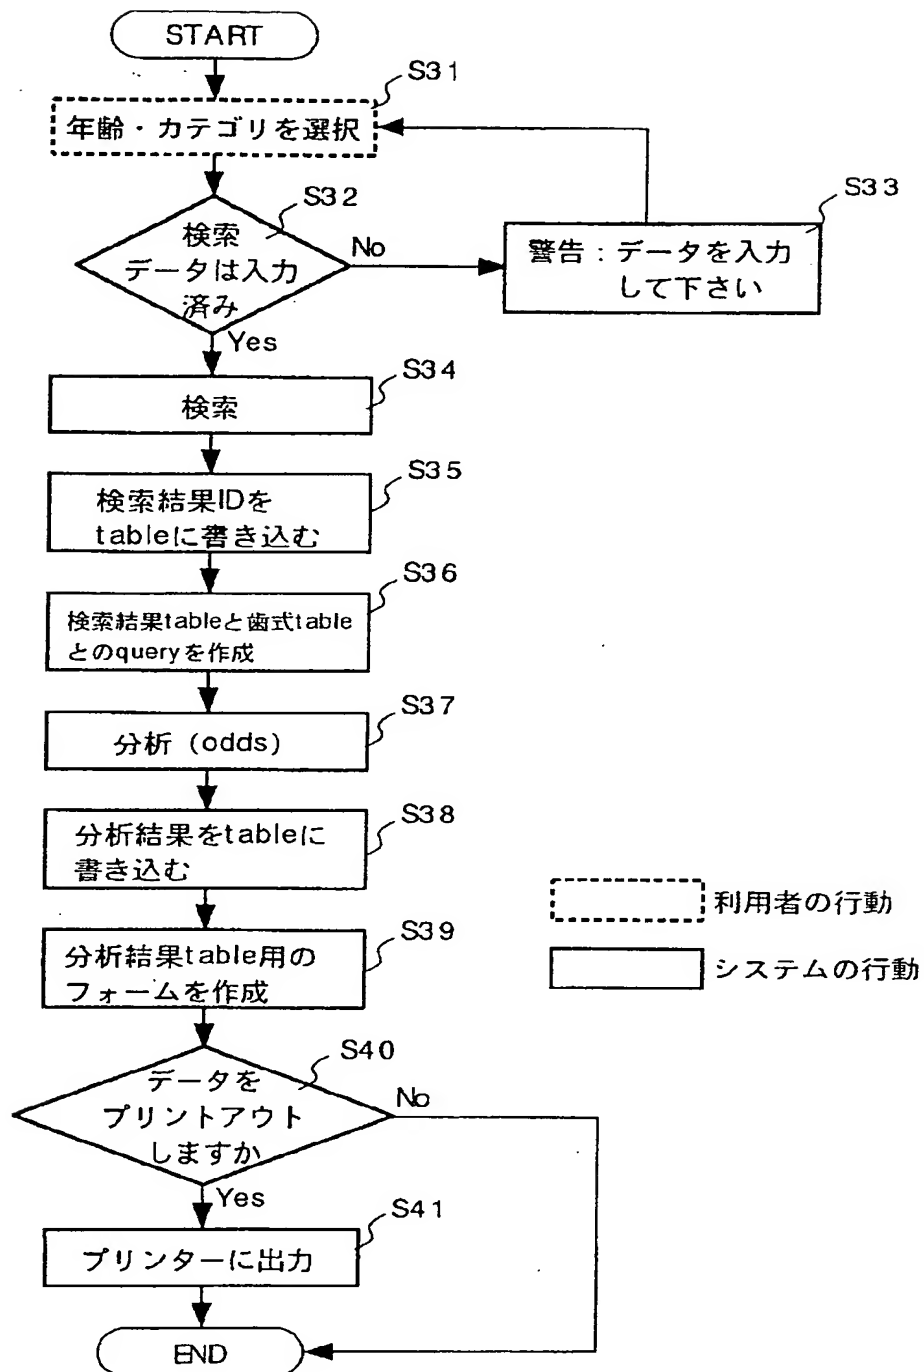 START
S31
年齢・カテゴリを選択
S32
検索
データは入力
済み
No
S33
警告：データを入力
して下さい
Yes
S34
検索
S35
検索結果IDを
tableに書き込む
S36
検索結果tableと歯式table
とのqueryを作成
S37
分析（odds）
S38
分析結果をtableに
書き込む
S39
分析結果table用の
フォームを作成
利用者の行動
システムの行動
S40
データを
プリントアウト
しますか
No
Yes
S41
プリンターに出力
END